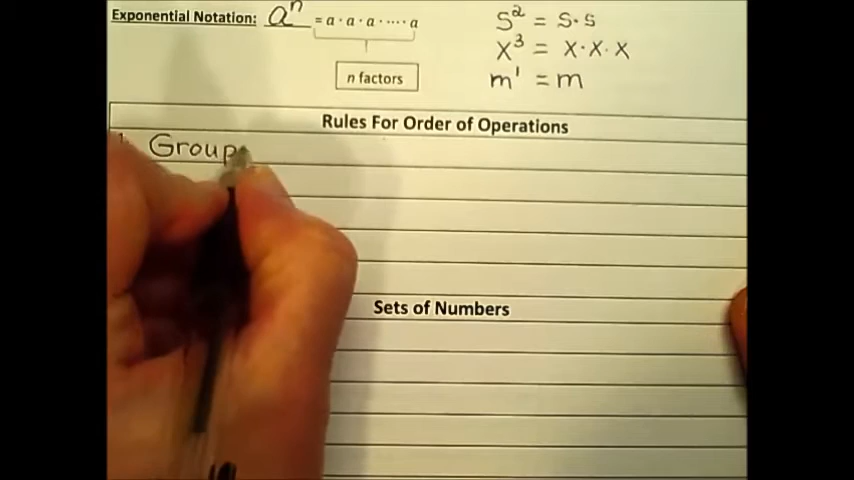 Exponential Notation: aⁿ = a · a · a · ···· · a
n factors
s² = s·s
x³ = x·x·x
m¹ = m
Rules For Order of Operations
1. Group
Sets of Numbers